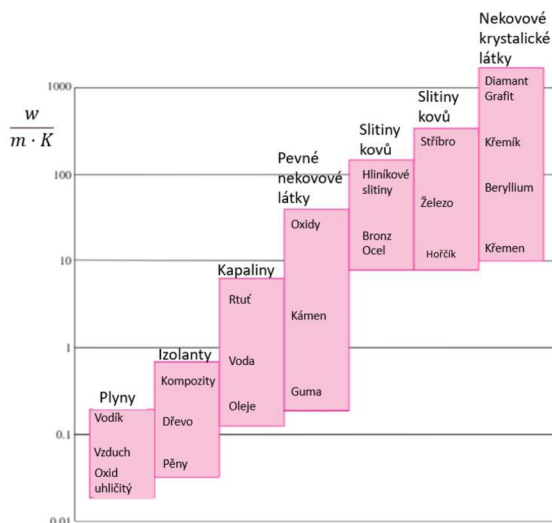 Nekovové
krystalické
látky
Slitiny
kovů
Slitiny
kovů
Pevné
nekovové
látky
Kapaliny
Izolanty
Plyny
w
m · K
1000
100
10
1
0.1
0.01
Diamant
Grafit
Křemík
Beryllium
Křemen
Stříbro
Železo
Hořčík
Hliníkové
slitiny
Bronz
Ocel
Oxidy
Kámen
Guma
Rtuť
Voda
Oleje
Kompozity
Dřevo
Pěny
Vodík
Vzduch
Oxid
uhličitý